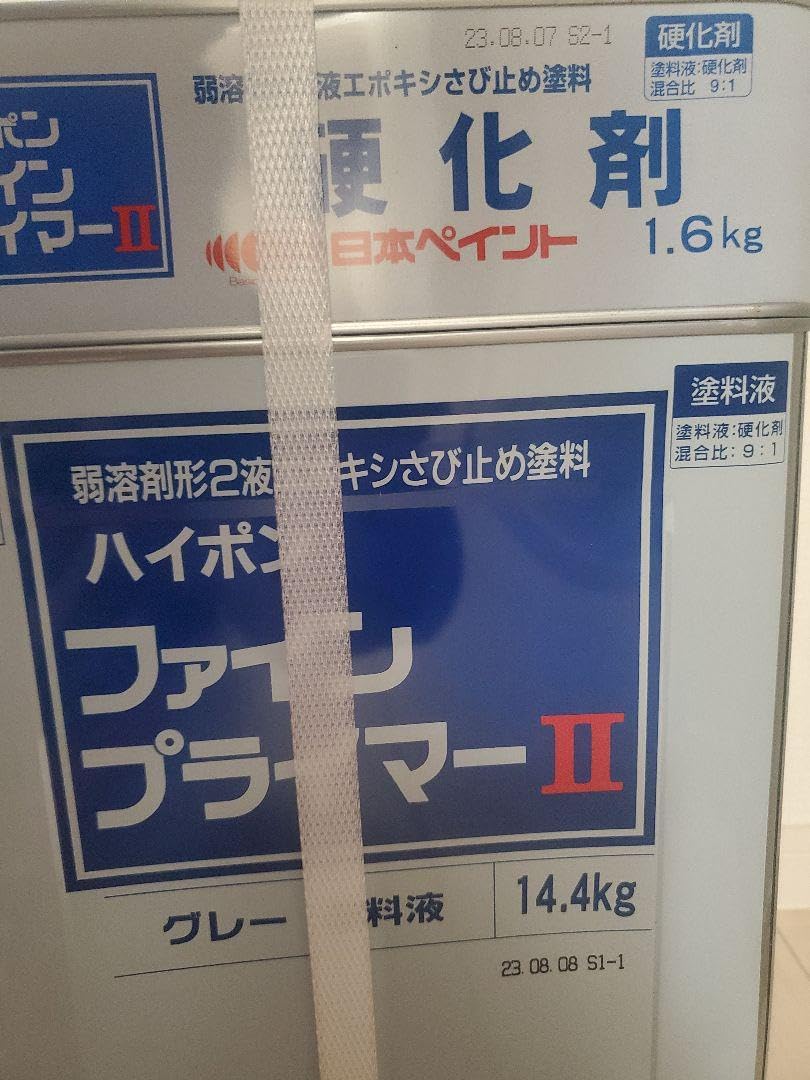 23.08.07 S2-1
硬化剤
塗料液:硬化剤
混合比 9:1
弱溶 液エポキシさび止め塗料
硬化剤
ポン
イン
イマーII
日本ペイント
1.6kg
塗料液
塗料液:硬化剤
混合比:9:1
弱溶剤形2液 キシさび止め塗料
ハイポン
ファイン
プライマーII
グレー 料液
14.4kg
23.08.08 S1-1